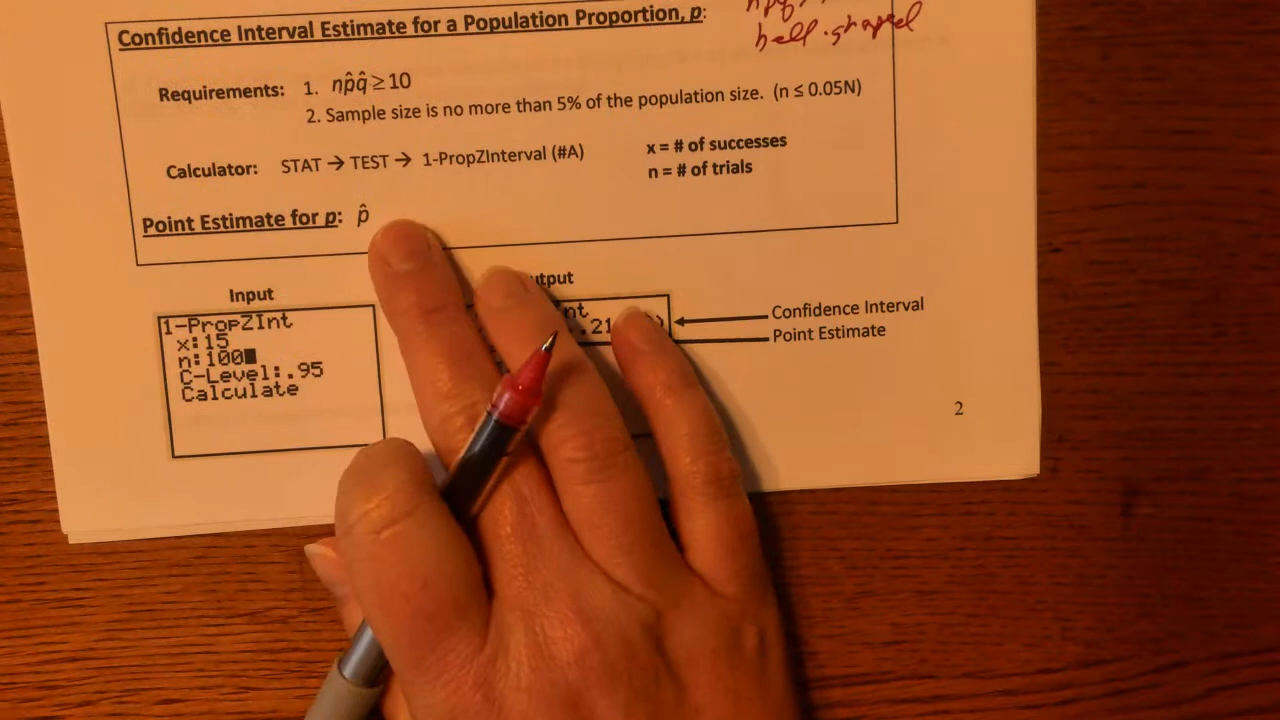 Confidence Interval Estimate for a Population Proportion, p:
bell-shaped
Requirements: 1. np̂q̂ ≥ 10
2. Sample size is no more than 5% of the population size. (n ≤ 0.05N)
Calculator: STAT → TEST → 1-PropZInterval (#A)
x = # of successes
n = # of trials
Point Estimate for p: p̂
Input
1-PropZInt
x:15
n:100
C-Level:.95
Calculate
Confidence Interval
Point Estimate
2